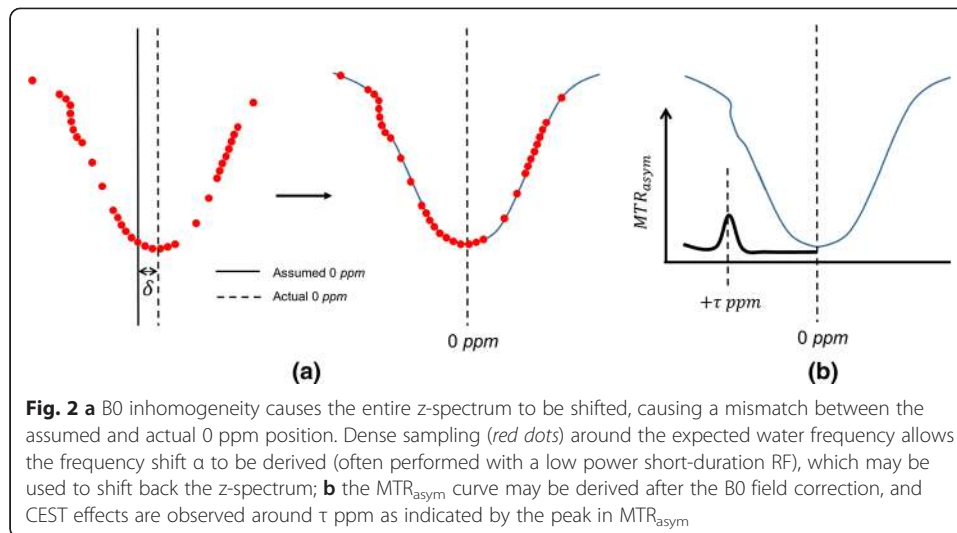 δ
Assumed 0 ppm
Actual 0 ppm
0 ppm
(a)
MTR_asym
+τ ppm
0 ppm
(b)
Fig. 2 a B0 inhomogeneity causes the entire z-spectrum to be shifted, causing a mismatch between the
assumed and actual 0 ppm position. Dense sampling (red dots) around the expected water frequency allows
the frequency shift α to be derived (often performed with a low power short-duration RF), which may be
used to shift back the z-spectrum; b the MTR_asym curve may be derived after the B0 field correction, and
CEST effects are observed around τ ppm as indicated by the peak in MTR_asym